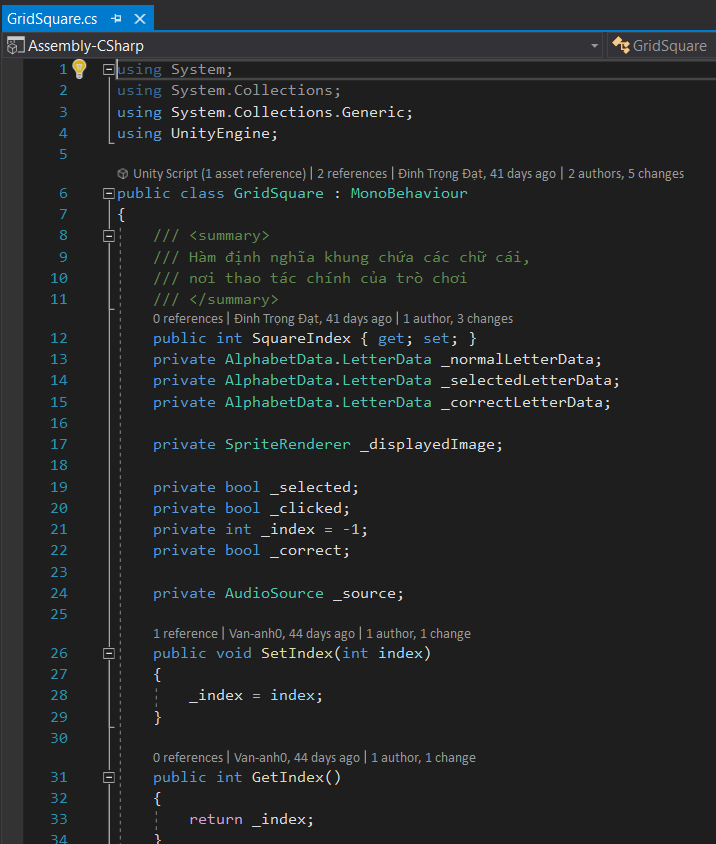 GridSquare.cs
Assembly-CSharp GridSquare
1 using System;
2 using System.Collections;
3 using System.Collections.Generic;
4 using UnityEngine;
5
Unity Script (1 asset reference) | 2 references | Đinh Trọng Đạt, 41 days ago | 2 authors, 5 changes
6 public class GridSquare : MonoBehaviour
7 {
8 /// <summary>
9 /// Hàm định nghĩa khung chứa các chữ cái,
10 /// nơi thao tác chính của trò chơi
11 /// </summary>
0 references | Đinh Trọng Đạt, 41 days ago | 1 author, 3 changes
12 public int SquareIndex { get; set; }
13 private AlphabetData.LetterData _normalLetterData;
14 private AlphabetData.LetterData _selectedLetterData;
15 private AlphabetData.LetterData _correctLetterData;
16
17 private SpriteRenderer _displayedImage;
18
19 private bool _selected;
20 private bool _clicked;
21 private int _index = -1;
22 private bool _correct;
23
24 private AudioSource _source;
25
1 reference | Van-anh0, 44 days ago | 1 author, 1 change
26 public void SetIndex(int index)
27 {
28 _index = index;
29 }
30
0 references | Van-anh0, 44 days ago | 1 author, 1 change
31 public int GetIndex()
32 {
33 return _index;
34 }